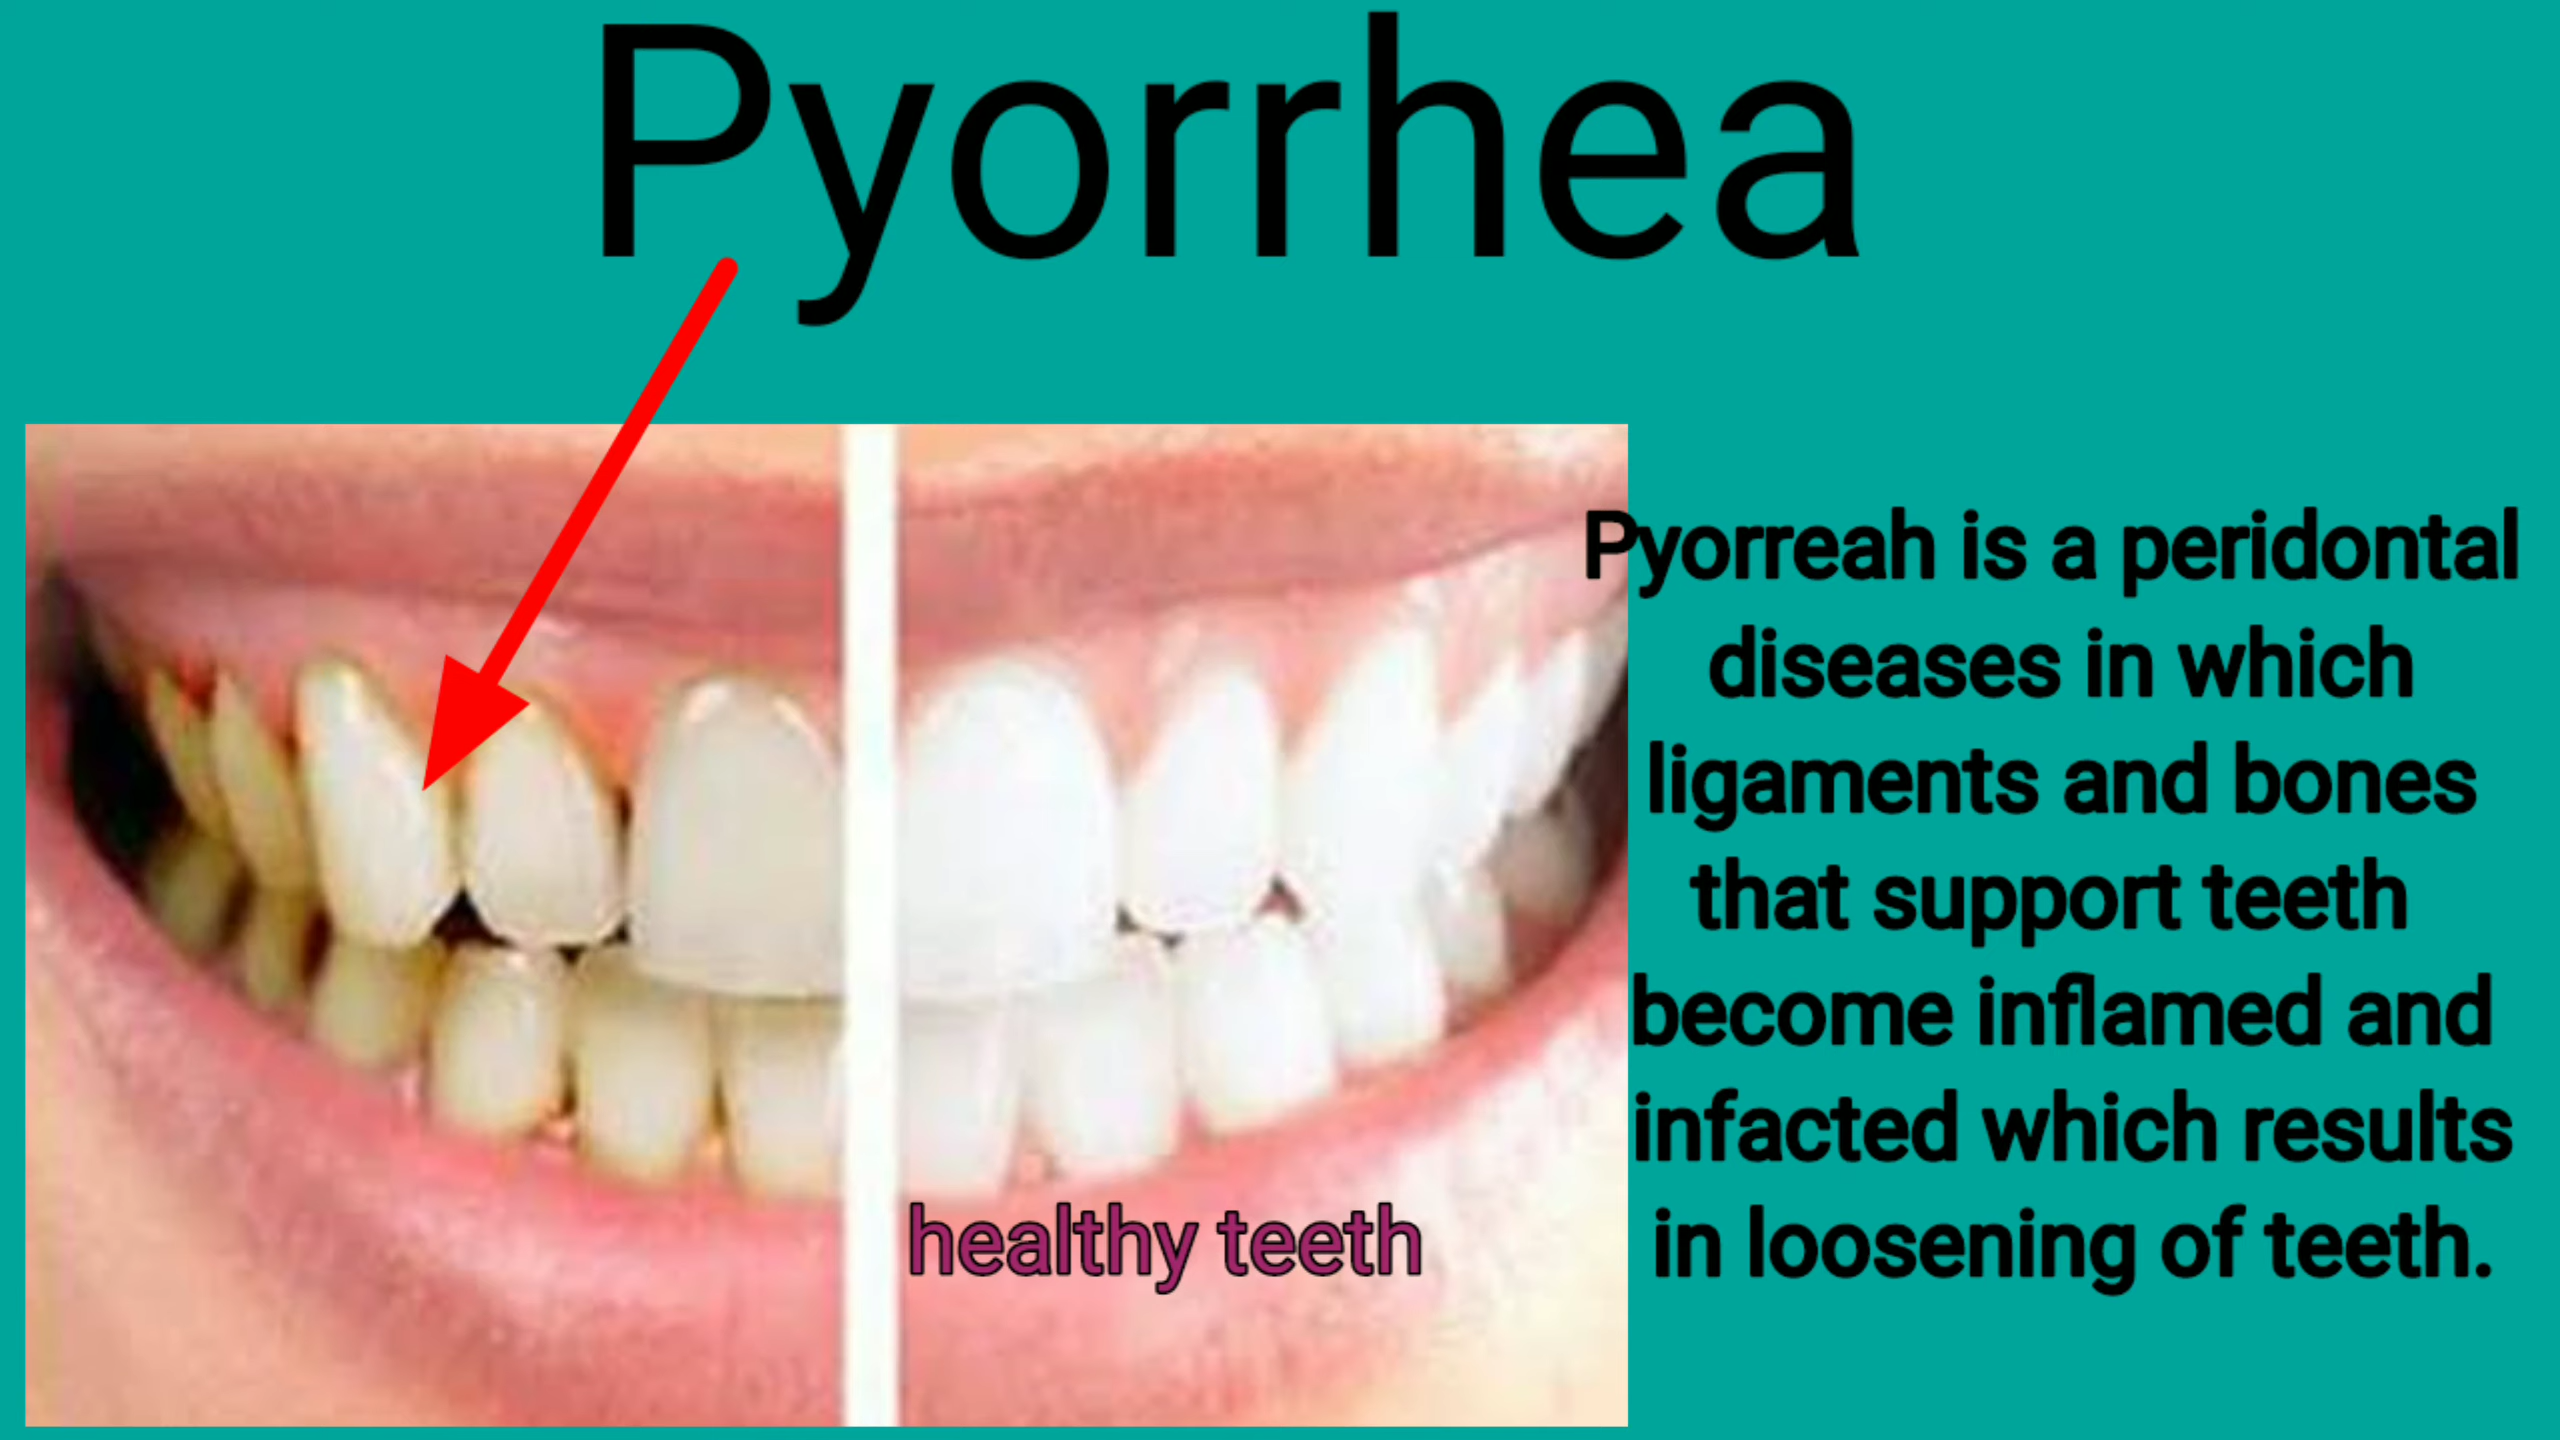 Pyorrhea
Pyorreah is a peridontal
diseases in which
ligaments and bones
that support teeth
become inflamed and
infacted which results
in loosening of teeth.
healthy teeth